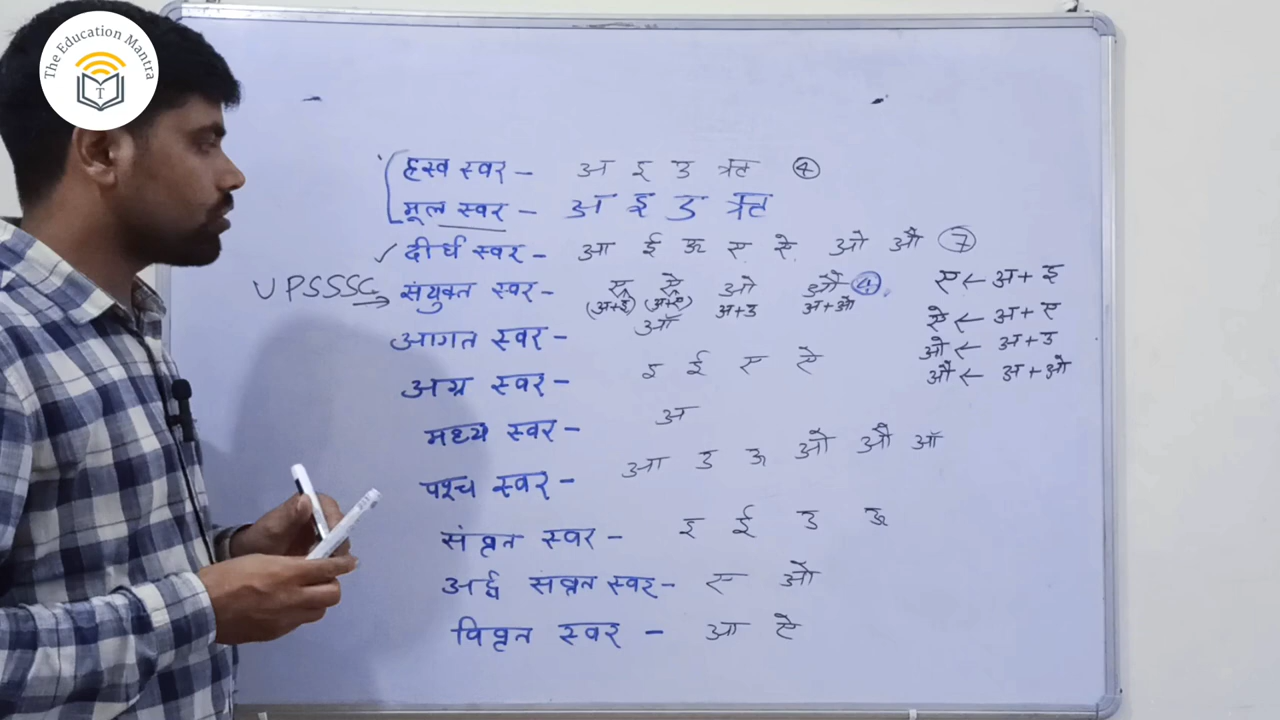 The Education Mantra
T
ह्रस्व स्वर – अ इ उ ऋ ④
मूल स्वर – अ इ उ ऋ
✓ दीर्घ स्वर – आ ई ऊ ए ऐ ओ औ ⑦
UPSSSC → संयुक्त स्वर – ए ऐ ओ औ ④
(अ+इ) (अ+ए) अ+उ अ+ओ
ए ← अ + इ
ऐ ← अ + ए
ओ ← अ + उ
औ ← अ + ओ
आगत स्वर – ऑ
अग्र स्वर – इ ई ए ऐ
मध्य स्वर – अ
पश्च स्वर – आ उ ऊ ओ औ ऑ
संवृत स्वर – इ ई उ ऊ
अर्द्ध संवृत स्वर – ए ओ
विवृत स्वर – आ ऐ